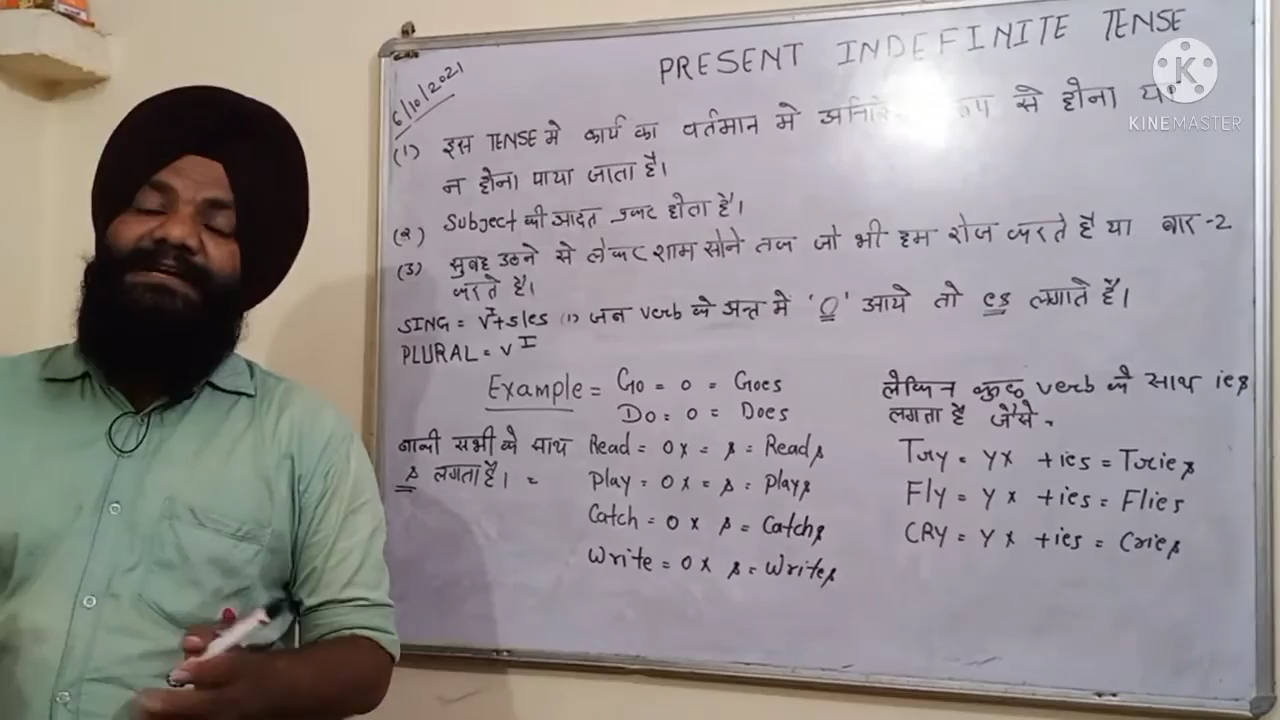 PRESENT INDEFINITE TENSE
6/10/2021
(1) इस TENSE मे कार्य का वर्तमान मे से होना या
न होना पाया जाता है।
(2) Subject की आदत प्रकट होता है।
(3) सुबह उठने से लेकर शाम सोने तक जो भी हम रोज करते है या बार-2
करते है।
SING = V+s/es (1) जब verb के अन्त मे 'O' आये तो es लगाते है।
PLURAL = V I
Example = Go = o = Goes
Do = o = Does
बाकी सभी के साथ
s लगता है। =
Read = o x = s = Reads
Play = o x = s = Plays
Catch = o x s = Catchs
Write = o x s = Writes
लेकिन कुछ verb के साथ ies
लगता है जैसे -
Try = y x + ies = Tries
Fly = y x + ies = Flies
CRY = y x + ies = Cries
K
KINEMASTER